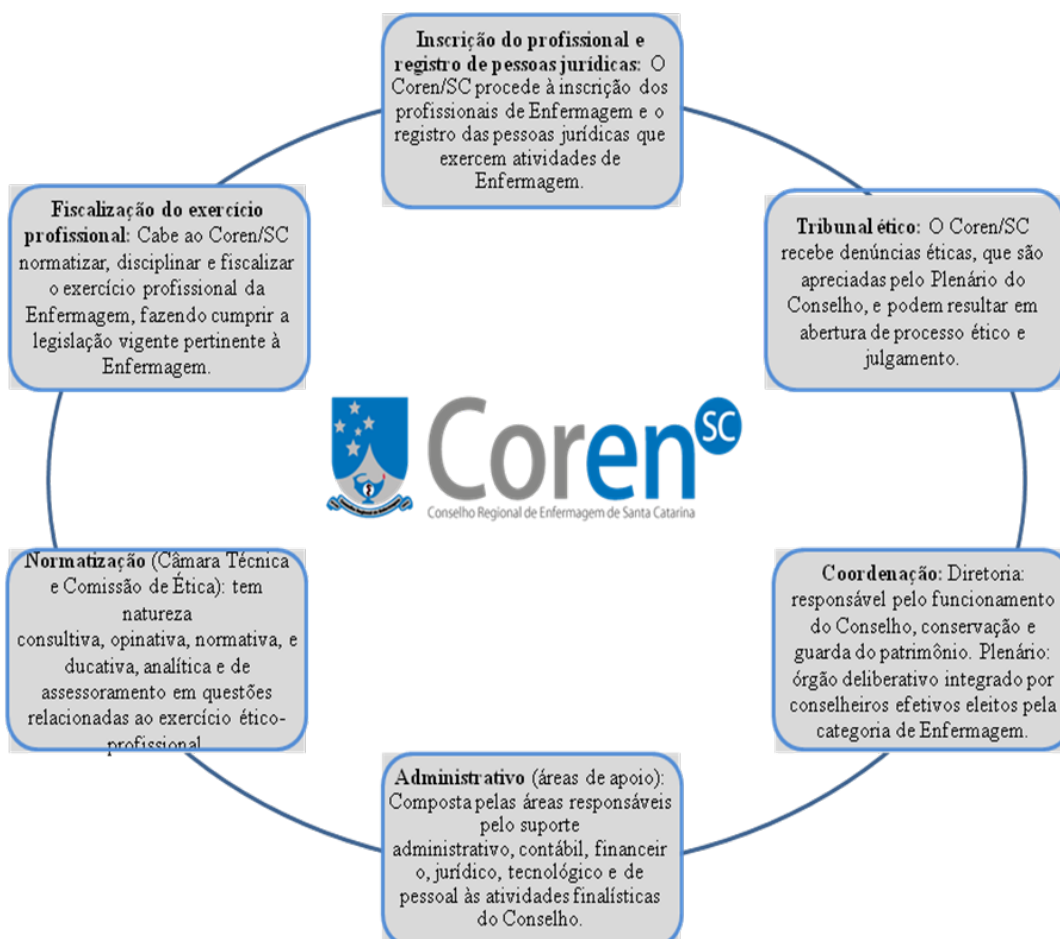 Inscrição do profissional e
registro de pessoas jurídicas: O
Coren/SC procede à inscrição dos
profissionais de Enfermagem e o
registro das pessoas jurídicas que
exercem atividades de
Enfermagem.
Tribunal ético: O Coren/SC
recebe denúncias éticas, que são
apreciadas pelo Plenário do
Conselho, e podem resultar em
abertura de processo ético e
julgamento.
Coordenação: Diretoria:
responsável pelo funcionamento
do Conselho, conservação e
guarda do patrimônio. Plenário:
órgão deliberativo integrado por
conselheiros efetivos eleitos pela
categoria de Enfermagem.
Administrativo (áreas de apoio):
Composta pelas áreas responsáveis
pelo suporte
administrativo, contábil, financeir
o, jurídico, tecnológico e de
pessoal às atividades finalísticas
do Conselho.
Normatização (Câmara Técnica
e Comissão de Ética): tem
natureza
consultiva, opinativa, normativa, e
ducativa, analítica e de
assessoramento em questões
relacionadas ao exercício ético-
profissional
Fiscalização do exercício
profissional: Cabe ao Coren/SC
normatizar, disciplinar e fiscalizar
o exercício profissional da
Enfermagem, fazendo cumprir a
legislação vigente pertinente à
Enfermagem.
Coren SC
Conselho Regional de Enfermagem de Santa Catarina